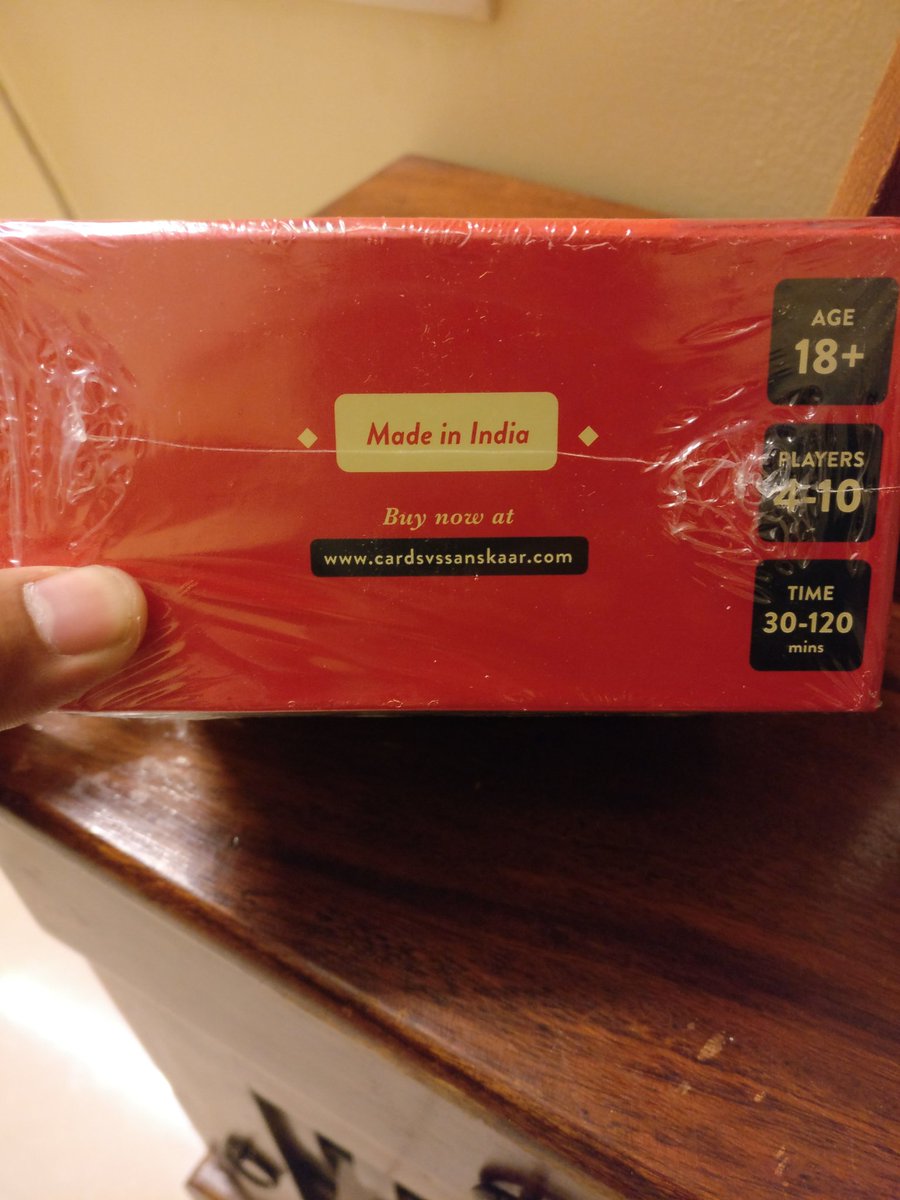 Made in India
Buy now at
www.cardsvssanskaar.com
AGE
18+
PLAYERS
4-10
TIME
30-120
mins